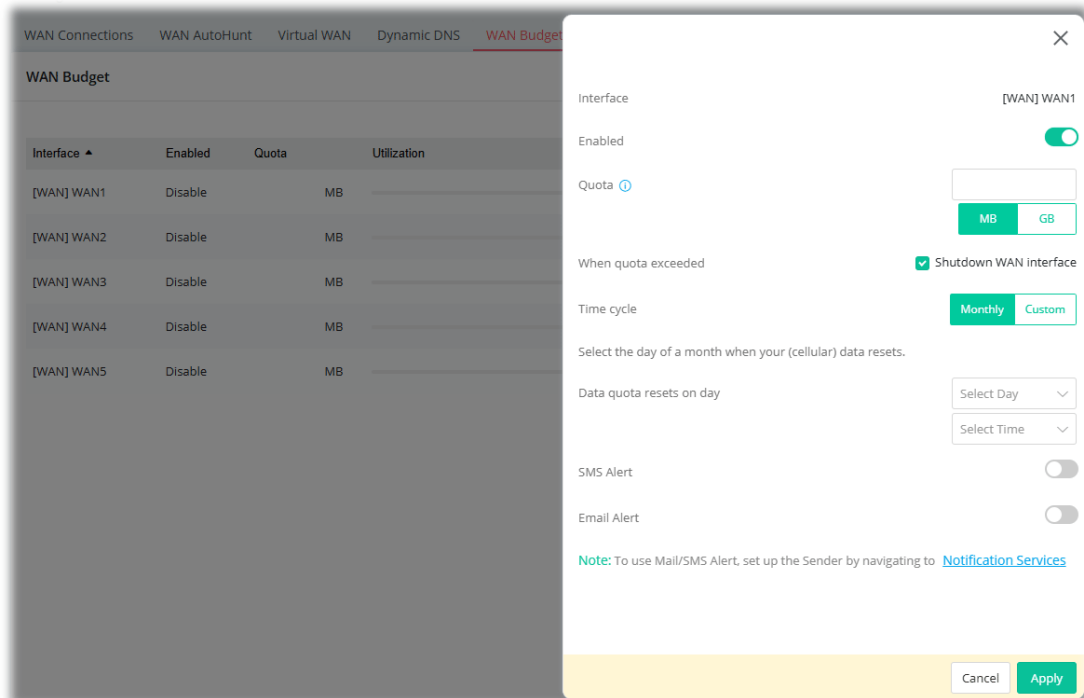 WAN Connections WAN AutoHunt Virtual WAN Dynamic DNS WAN Budget
WAN Budget
Interface Enabled Quota Utilization
[WAN] WAN1 Disable MB
[WAN] WAN2 Disable MB
[WAN] WAN3 Disable MB
[WAN] WAN4 Disable MB
[WAN] WAN5 Disable MB
Interface [WAN] WAN1
Enabled
Quota
MB GB
When quota exceeded Shutdown WAN interface
Time cycle Monthly Custom
Select the day of a month when your (cellular) data resets.
Data quota resets on day Select Day
Select Time
SMS Alert
Email Alert
Note: To use Mail/SMS Alert, set up the Sender by navigating to Notification Services
Cancel Apply